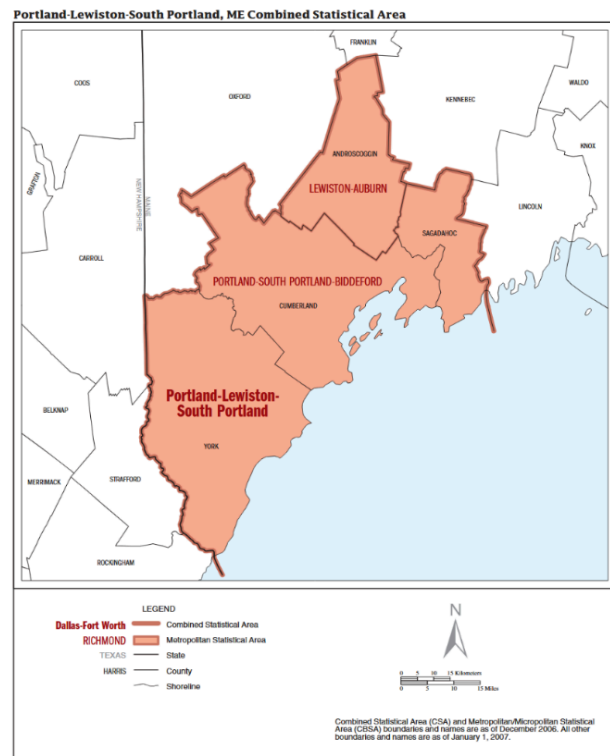 Portland-Lewiston-South Portland, ME Combined Statistical Area
FRANKLIN
COOS
OXFORD
KENNEBEC
WALDO
KNOX
ANDROSCOGGIN
GRAFTON
LEWISTON-AUBURN
LINCOLN
MAINE
NEW HAMPSHIRE
SAGADAHOC
CARROLL
PORTLAND-SOUTH PORTLAND-BIDDEFORD
CUMBERLAND
Portland-Lewiston-
South Portland
BELKNAP
YORK
STRAFFORD
MERRIMACK
ROCKINGHAM
LEGEND
Dallas-Fort Worth Combined Statistical Area
RICHMOND Metropolitan Statistical Area
TEXAS State
HARRIS County
Shoreline
N
0 5 10 15 Kilometers
0 5 10 15 Miles
Combined Statistical Area (CSA) and Metropolitan/Micropolitan Statistical
Area (CBSA) boundaries and names are as of December 2006. All other
boundaries and names are as of January 1, 2007.